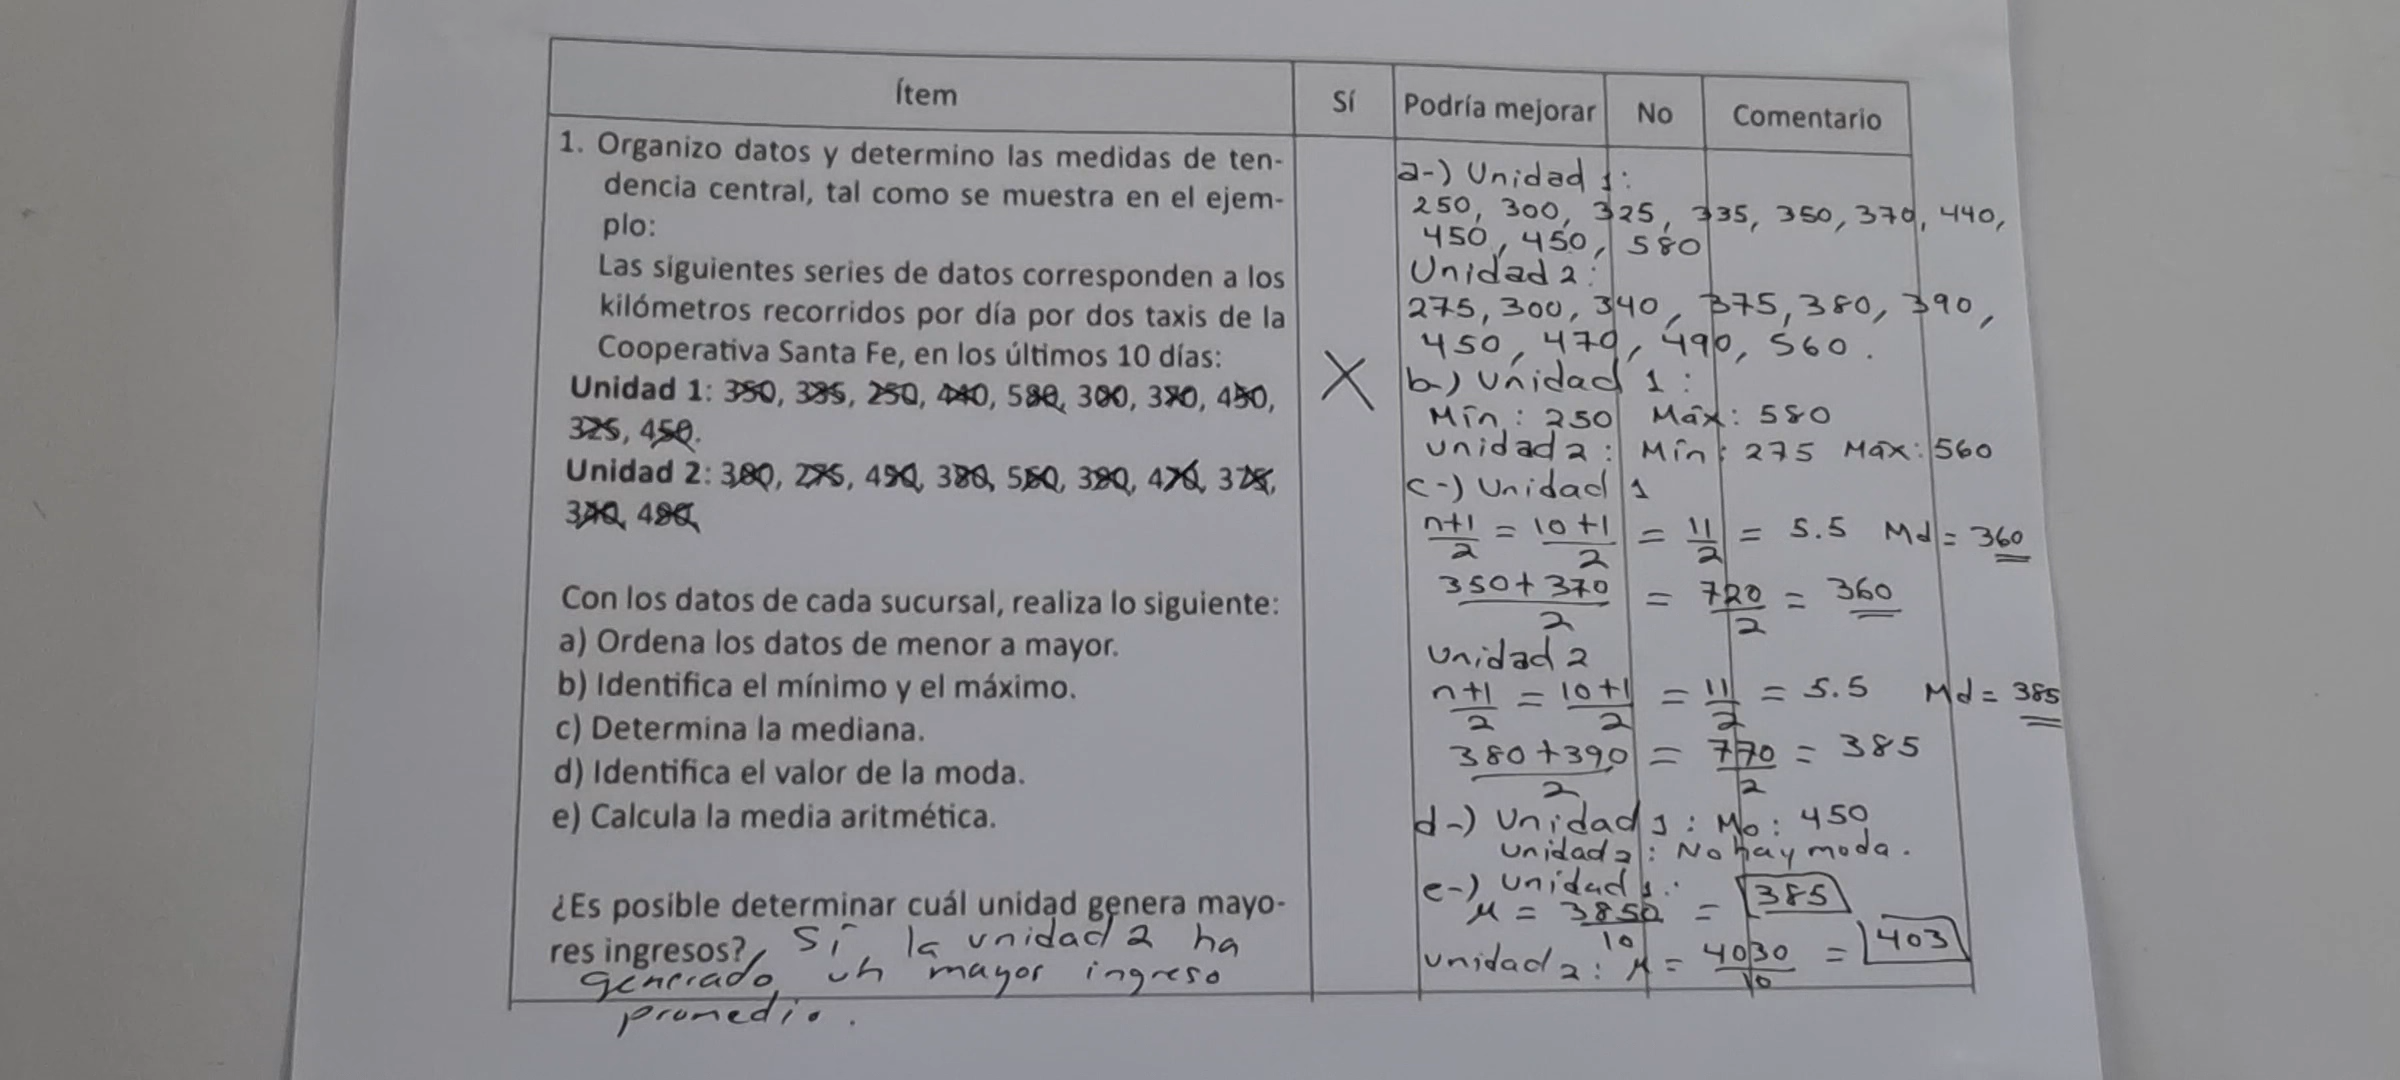 Ítem
Sí
Podría mejorar
No
Comentario
1. Organizo datos y determino las medidas de ten-
dencia central, tal como se muestra en el ejem-
plo:
Las siguientes series de datos corresponden a los
kilómetros recorridos por día por dos taxis de la
Cooperativa Santa Fe, en los últimos 10 días:
Unidad 1: 350, 335, 250, 440, 580, 300, 370, 450,
325, 450.
Unidad 2: 300, 275, 450, 380, 560, 390, 470, 375,
340, 490.
Con los datos de cada sucursal, realiza lo siguiente:
a) Ordena los datos de menor a mayor.
b) Identifica el mínimo y el máximo.
c) Determina la mediana.
d) Identifica el valor de la moda.
e) Calcula la media aritmética.
¿Es posible determinar cuál unidad genera mayo-
res ingresos? Sí la unidad 2 ha
generado un mayor ingreso
promedio.
X
a-) Unidad 1:
250, 300, 325, 335, 350, 370, 440,
450, 450, 580
Unidad 2:
275, 300, 340, 375, 380, 390,
450, 470, 490, 560.
b-) Unidad 1:
Mín: 250 Máx: 580
Unidad 2: Mín: 275 Máx: 560
c-) Unidad 1
n+1/2 = 10+1/2 = 11/2 = 5.5 Md = 360
350+370/2 = 720/2 = 360
Unidad 2
n+1/2 = 10+1/2 = 11/2 = 5.5 Md = 385
380+390/2 = 770/2 = 385
d-) Unidad 1: Mo: 450
Unidad 2: No hay moda.
e-) Unidad 1:
μ = 3850/10 = 385
Unidad 2: μ = 4030/10 = 403